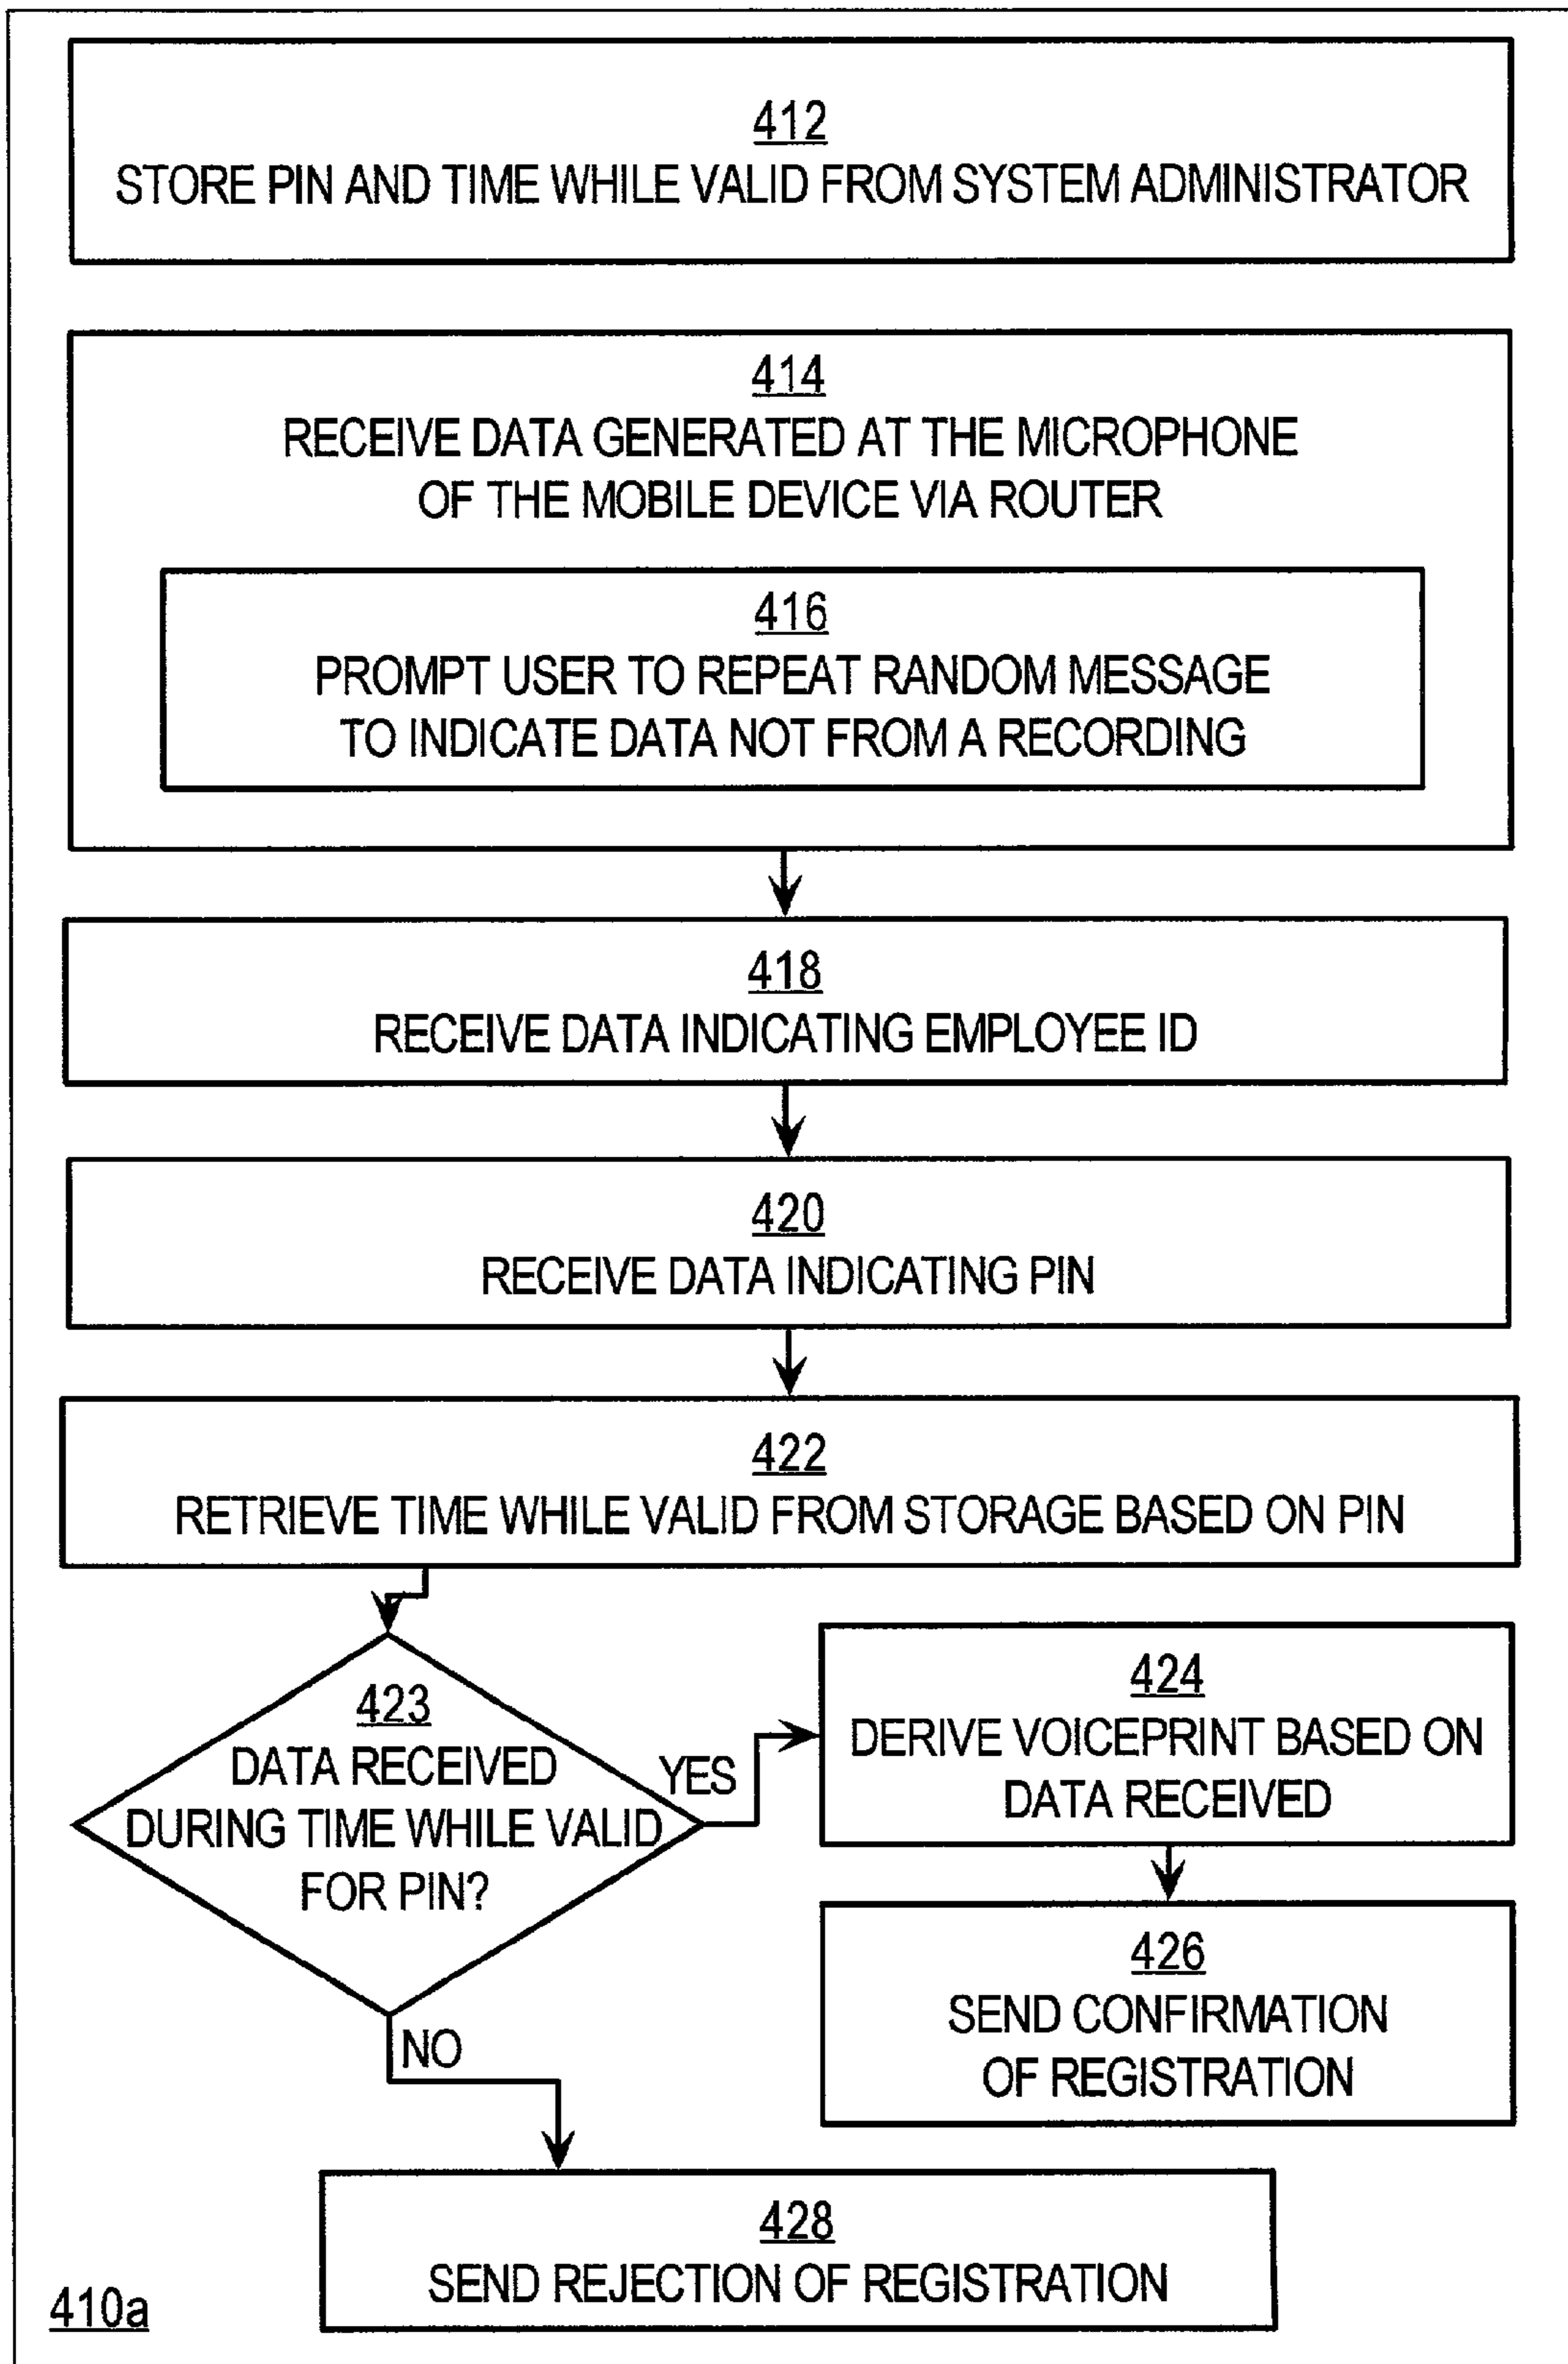 412
STORE PIN AND TIME WHILE VALID FROM SYSTEM ADMINISTRATOR
414
RECEIVE DATA GENERATED AT THE MICROPHONE
OF THE MOBILE DEVICE VIA ROUTER
416
PROMPT USER TO REPEAT RANDOM MESSAGE
TO INDICATE DATA NOT FROM A RECORDING
418
RECEIVE DATA INDICATING EMPLOYEE ID
420
RECEIVE DATA INDICATING PIN
422
RETRIEVE TIME WHILE VALID FROM STORAGE BASED ON PIN
423
DATA RECEIVED
DURING TIME WHILE VALID
FOR PIN?
YES
424
DERIVE VOICEPRINT BASED ON
DATA RECEIVED
426
SEND CONFIRMATION
OF REGISTRATION
NO
428
SEND REJECTION OF REGISTRATION
410a